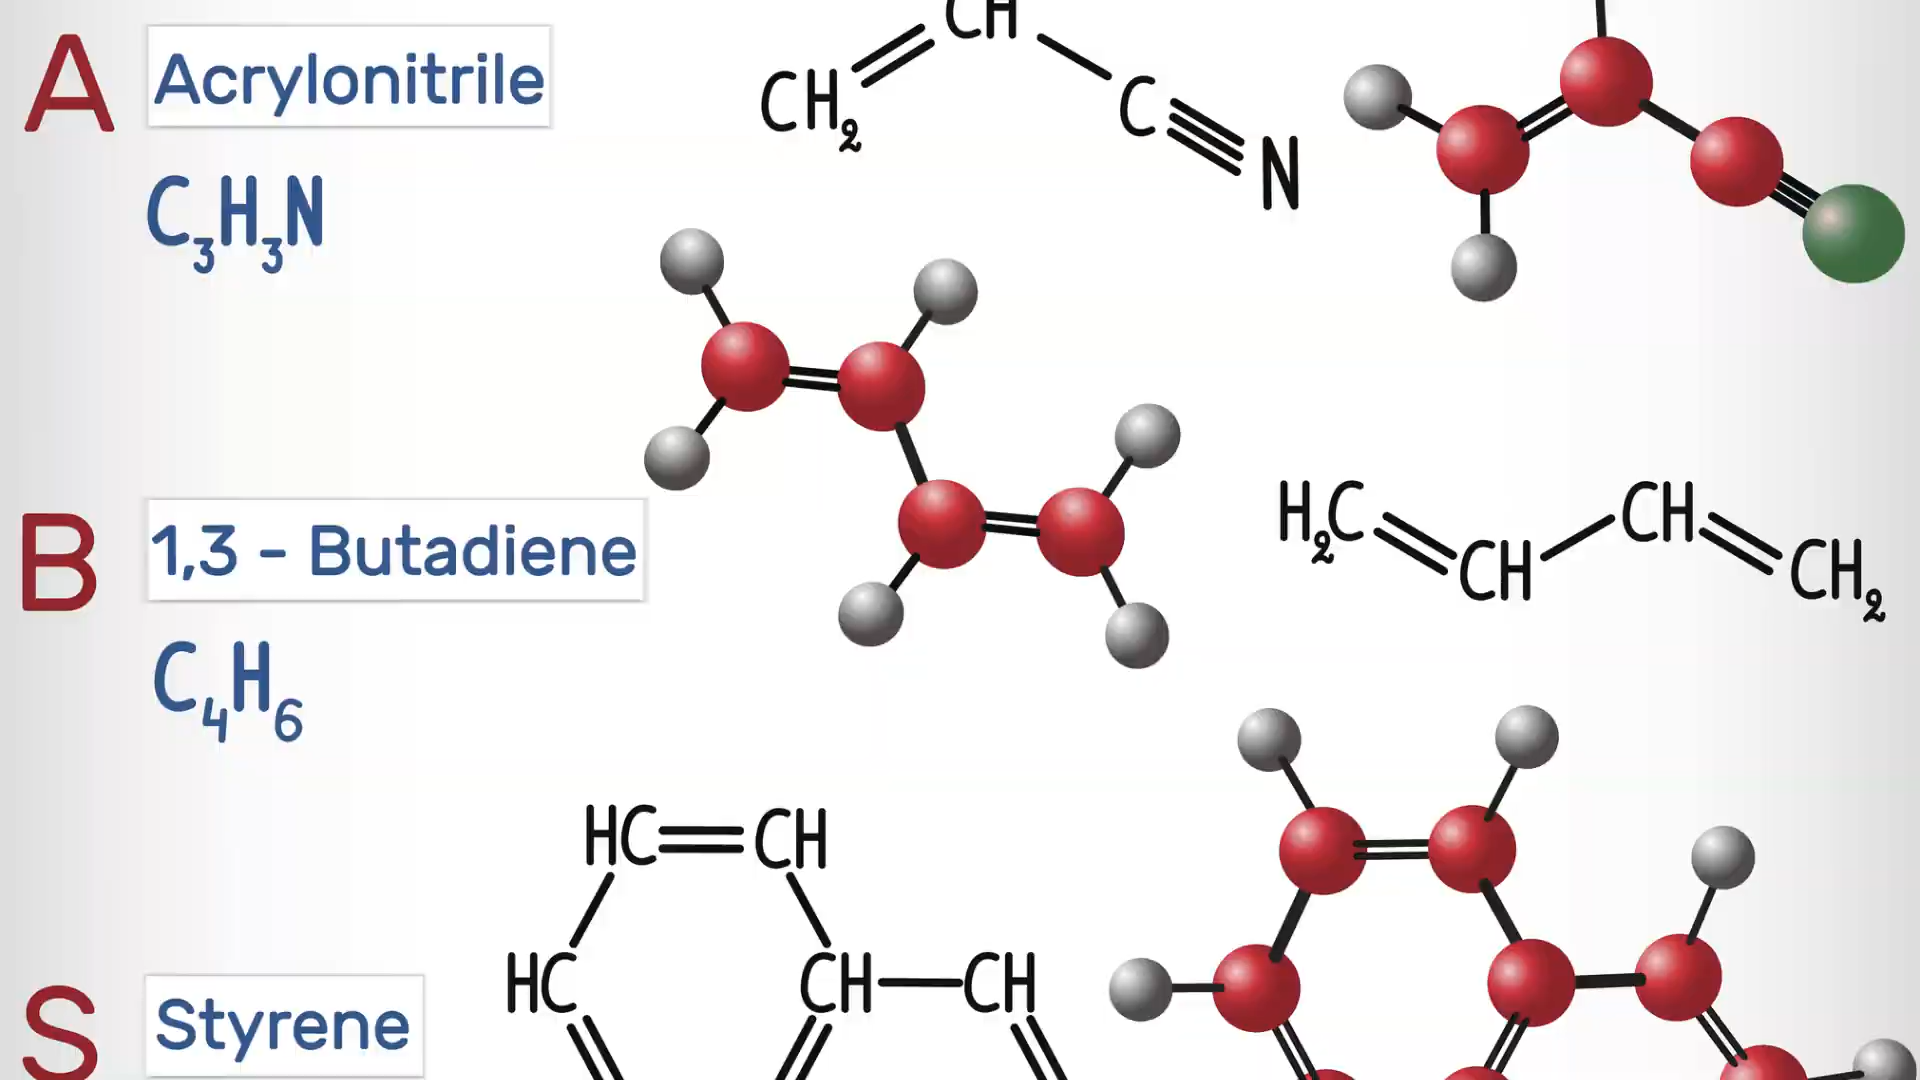 CH
A Acrylonitrile
CH₂ C
N
C₃H₃N
H₂C CH
B 1,3 - Butadiene
CH CH₂
C₄H₆
HC CH
HC CH CH
S Styrene